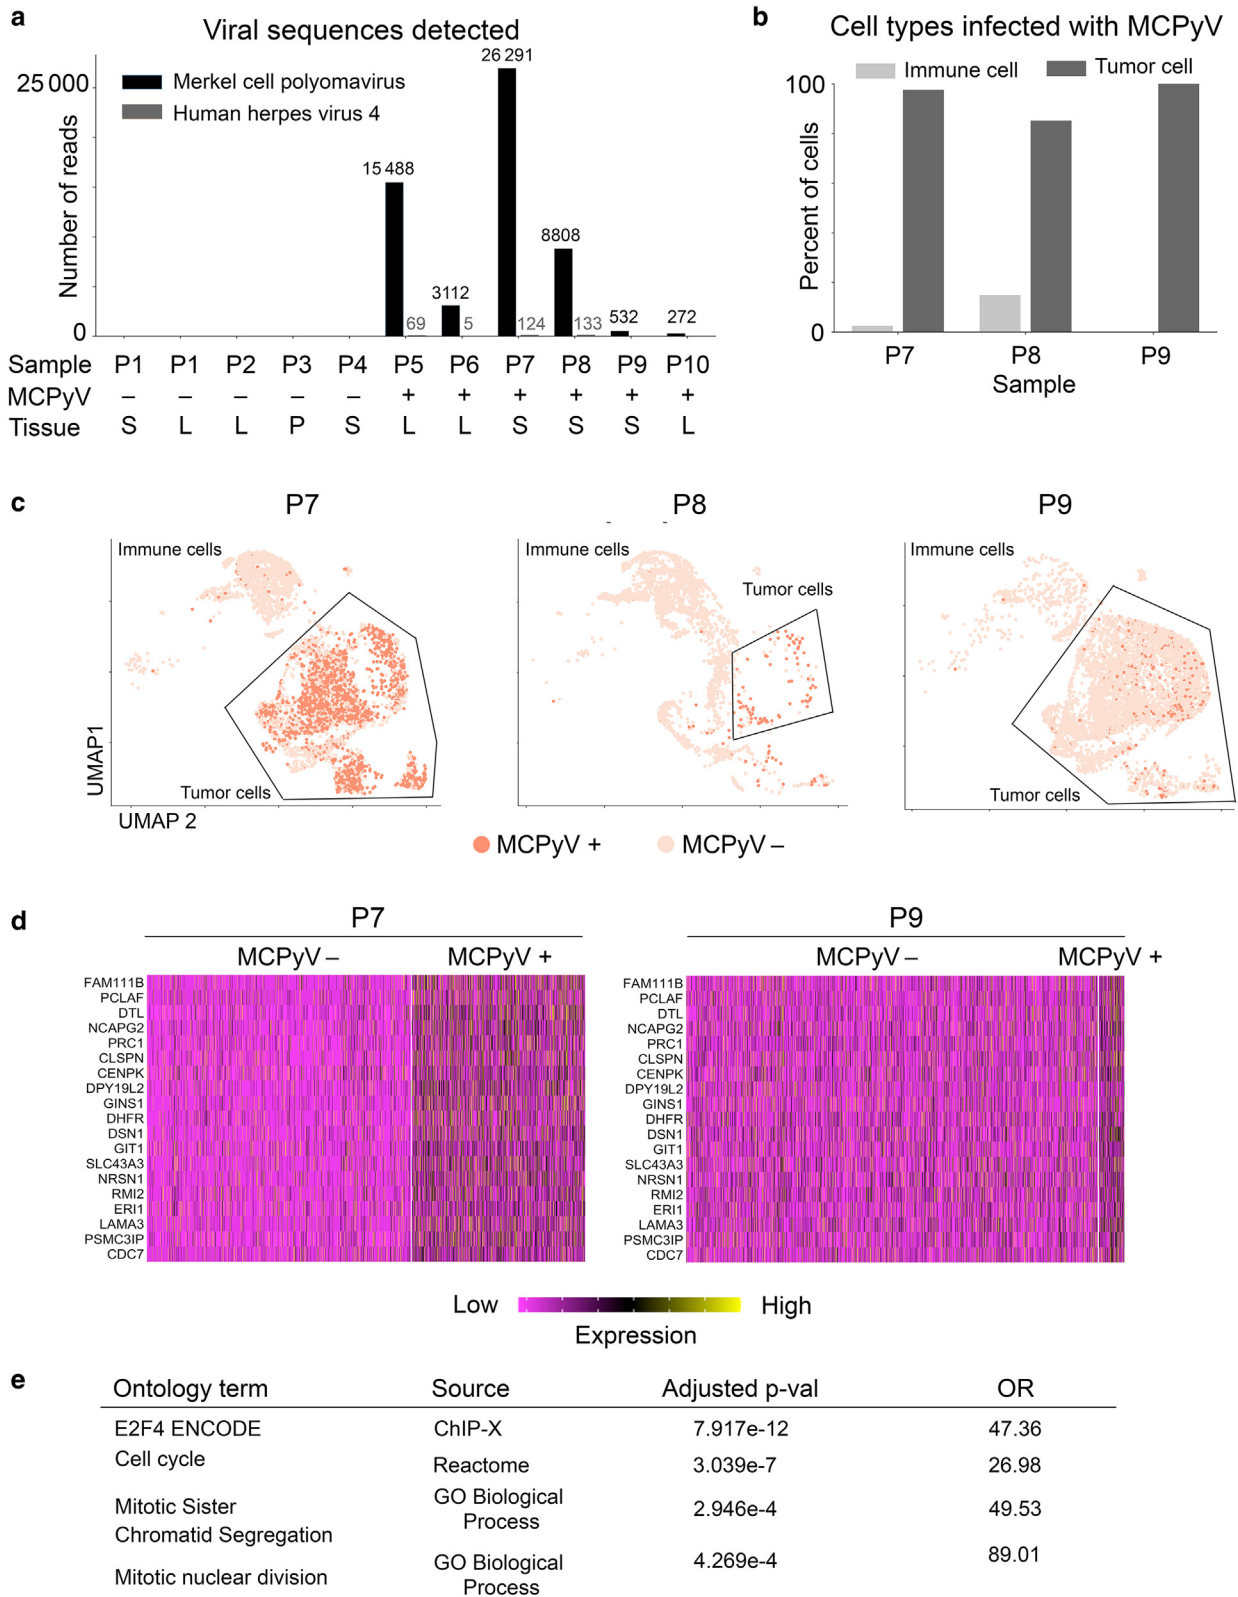 a
Viral sequences detected
Merkel cell polyomavirus
Human herpes virus 4
Number of reads
25 000
0
15 488
69
3112
5
26 291
124
8808
133
532
272
Sample P1 P1 P2 P3 P4 P5 P6 P7 P8 P9 P10
MCPyV – – – – – + + + + + +
Tissue S L L P S L L S S S L
b
Cell types infected with MCPyV
Immune cell Tumor cell
Percent of cells
100
0
P7 P8 P9
Sample
c
P7 P8 P9
Immune cells
Tumor cells
Immune cells
Tumor cells
Immune cells
Tumor cells
UMAP1
UMAP 2
MCPyV + MCPyV –
d
P7
MCPyV – MCPyV +
FAM111B
PCLAF
DTL
NCAPG2
PRC1
CLSPN
CENPK
DPY19L2
GINS1
DHFR
DSN1
GIT1
SLC43A3
NRSN1
RMI2
ERI1
LAMA3
PSMC3IP
CDC7
P9
MCPyV – MCPyV +
FAM111B
PCLAF
DTL
NCAPG2
PRC1
CLSPN
CENPK
DPY19L2
GINS1
DHFR
DSN1
GIT1
SLC43A3
NRSN1
RMI2
ERI1
LAMA3
PSMC3IP
CDC7
Low High
Expression
e
Ontology term Source Adjusted p-val OR
E2F4 ENCODE ChIP-X 7.917e-12 47.36
Cell cycle Reactome 3.039e-7 26.98
Mitotic Sister
Chromatid Segregation
GO Biological
Process
2.946e-4 49.53
Mitotic nuclear division
GO Biological
Process
4.269e-4 89.01